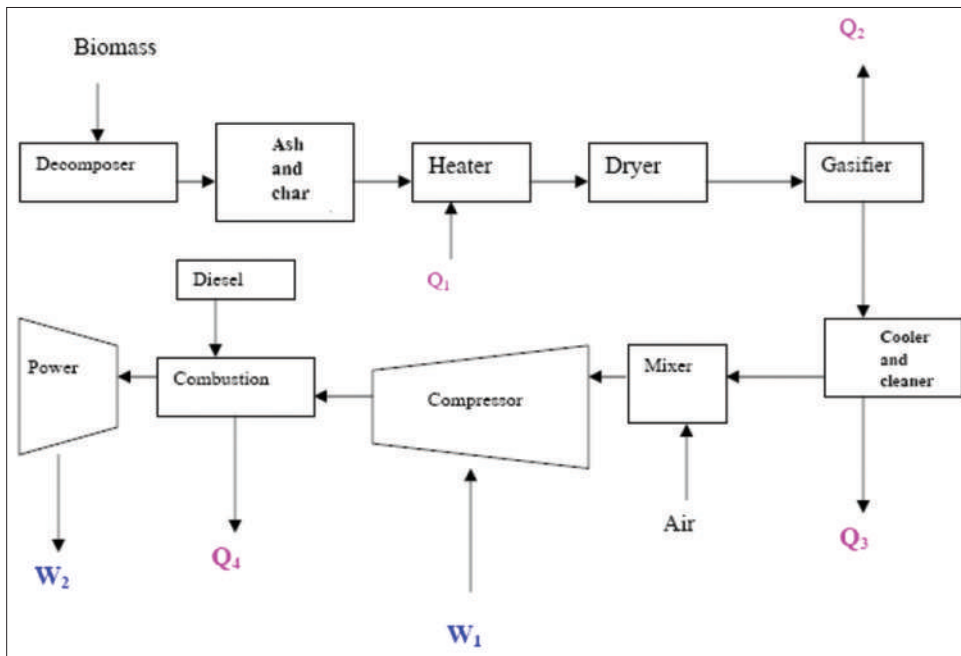 Biomass
Q₂
Decomposer
Ash
and
char
Heater
Dryer
Gasifier
Q₁
Diesel
Power
Combustion
Compressor
Mixer
Cooler
and
cleaner
Air
W₂
Q₄
W₁
Q₃